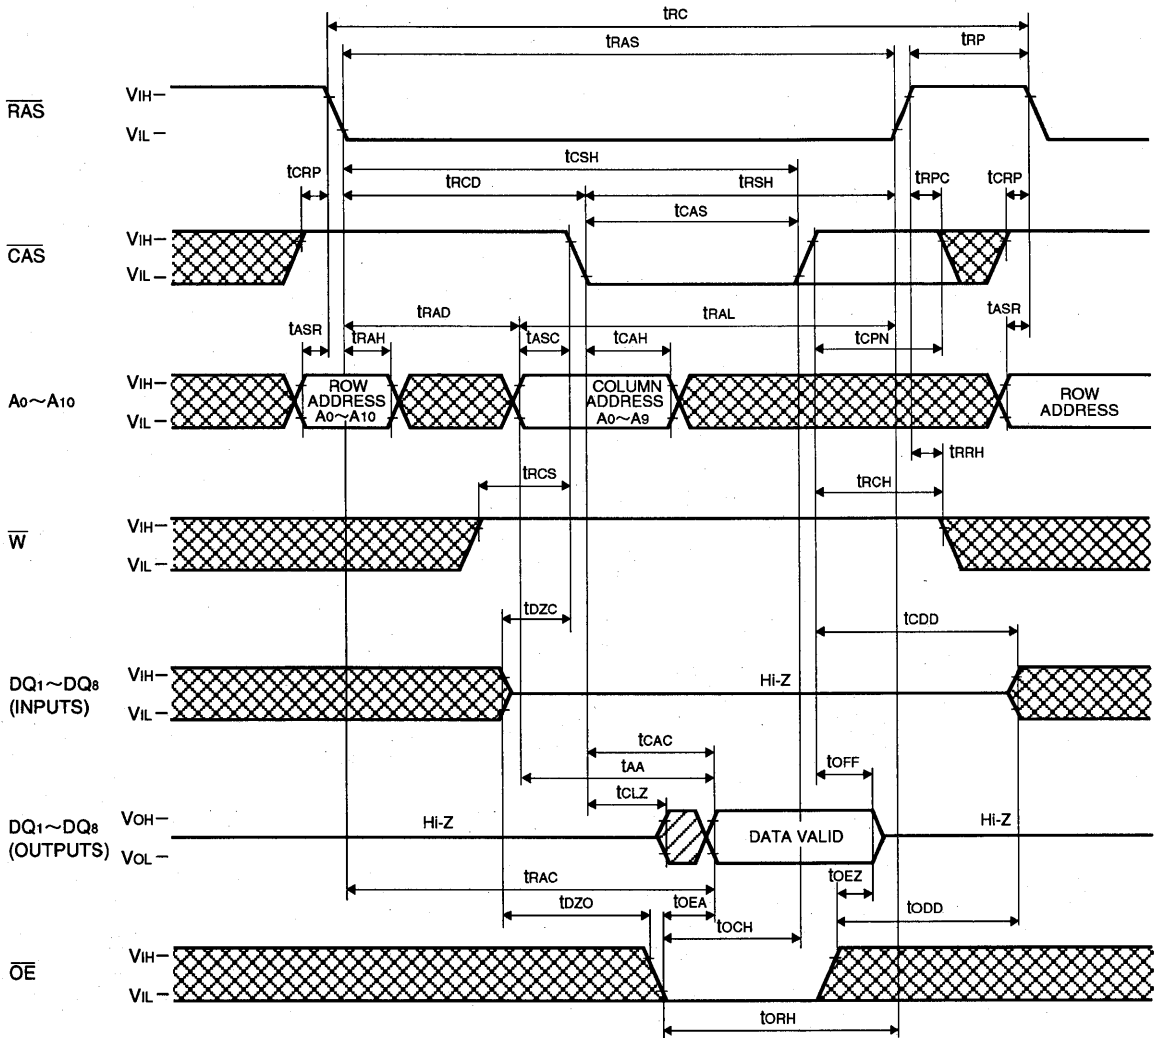 tRC
tRAS
tRP
RAS
VIH
VIL
tCSH
tCRP
tRCD
tRSH
tRPC
tCRP
tCAS
CAS
VIH
VIL
tRAD
tRAL
tASR
tASR
tRAH
tASC
tCAH
tCPN
A0~A10
VIH
VIL
ROW
ADDRESS
A0~A10
COLUMN
ADDRESS
A0~A9
ROW
ADDRESS
tRRH
tRCS
tRCH
W
VIH
VIL
tDZC
tCDD
DQ1~DQ8
(INPUTS)
VIH
VIL
Hi-Z
tCAC
tAA
tOFF
tCLZ
DQ1~DQ8
(OUTPUTS)
VOH
VOL
Hi-Z
DATA VALID
Hi-Z
tRAC
tOEZ
tDZO
tOEA
tODD
tOCH
OE
VIH
VIL
tORH